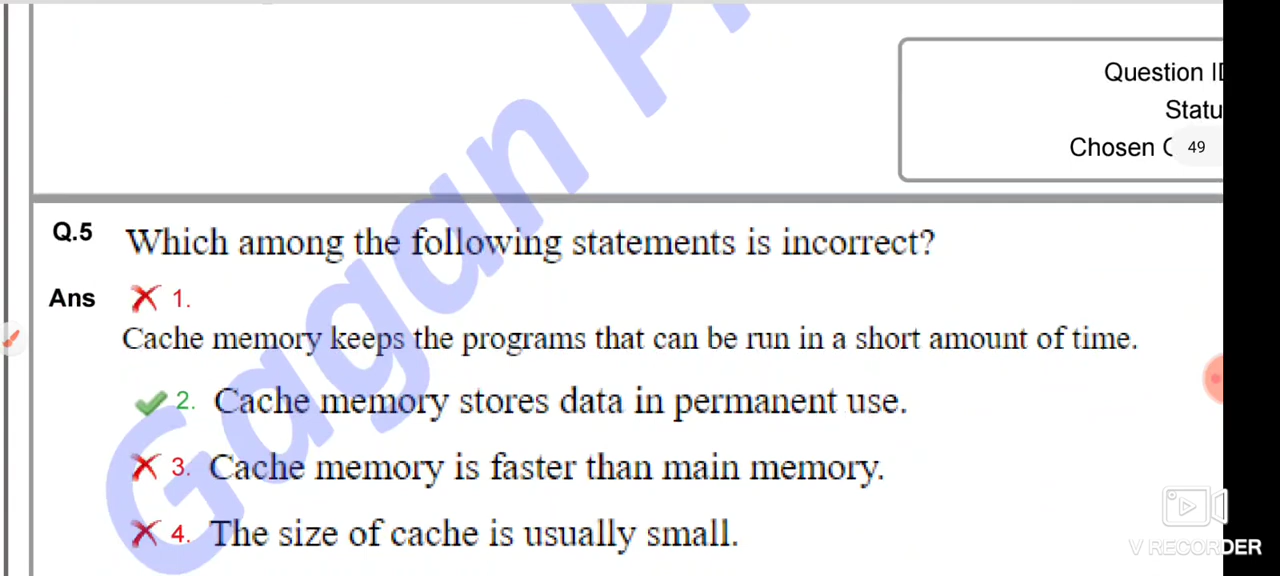 Question ID
Statu
Chosen
49
Q.5 Which among the following statements is incorrect?
Ans 1.
Cache memory keeps the programs that can be run in a short amount of time.
2. Cache memory stores data in permanent use.
3. Cache memory is faster than main memory.
4. The size of cache is usually small.
Gagan
V RECORDER